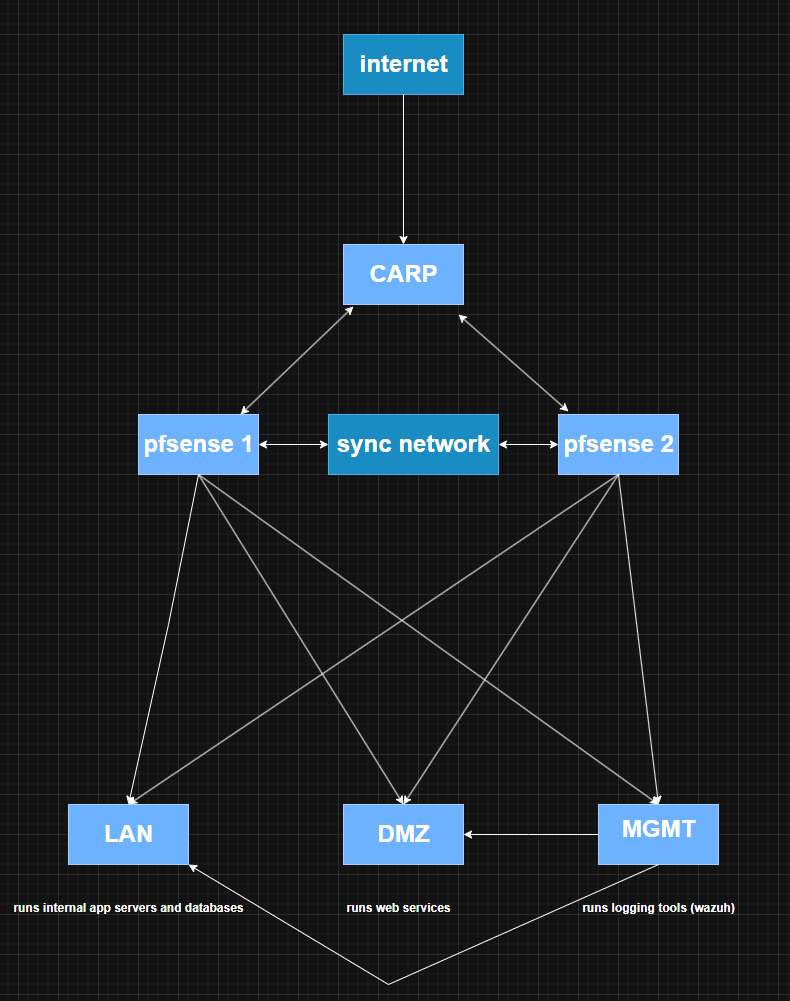 internet
CARP
pfsense 1
sync network
pfsense 2
LAN
DMZ
MGMT
runs internal app servers and databases
runs web services
runs logging tools (wazuh)